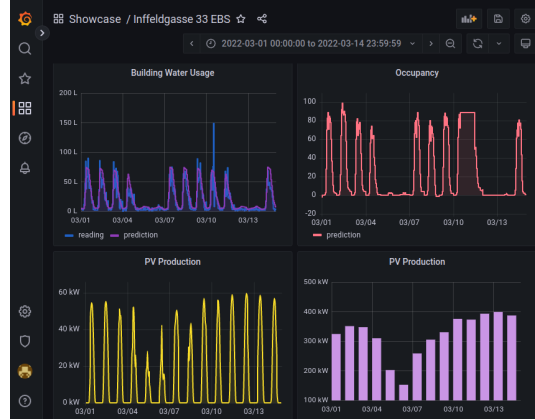 Showcase / Inffeldgasse 33 EBS
2022-03-01 00:00:00 to 2022-03-14 23:59:59
Building Water Usage
200 L
150 L
100 L
50 L
0 L
03/01 03/04 03/07 03/10 03/13
reading prediction
Occupancy
100
80
60
40
20
0
-20
03/01 03/04 03/07 03/10 03/13
prediction
PV Production
60 kW
40 kW
20 kW
0 kW
03/01 03/04 03/07 03/10 03/13
PV Production
500 kW
400 kW
300 kW
200 kW
100 kW
03/01 03/04 03/07 03/10 03/13